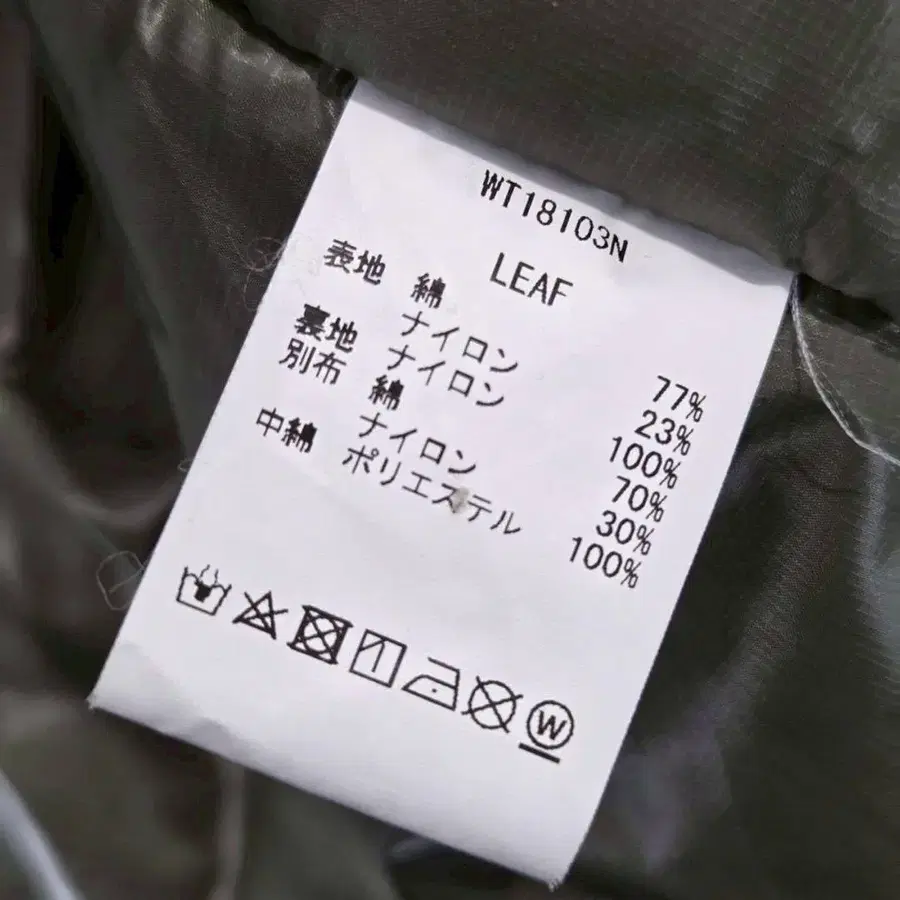 WT18103N
LEAF
表地 綿 77%
ナイロン 23%
裏地 ナイロン 100%
別布 綿 70%
ナイロン 30%
中綿 ポリエステル 100%
W